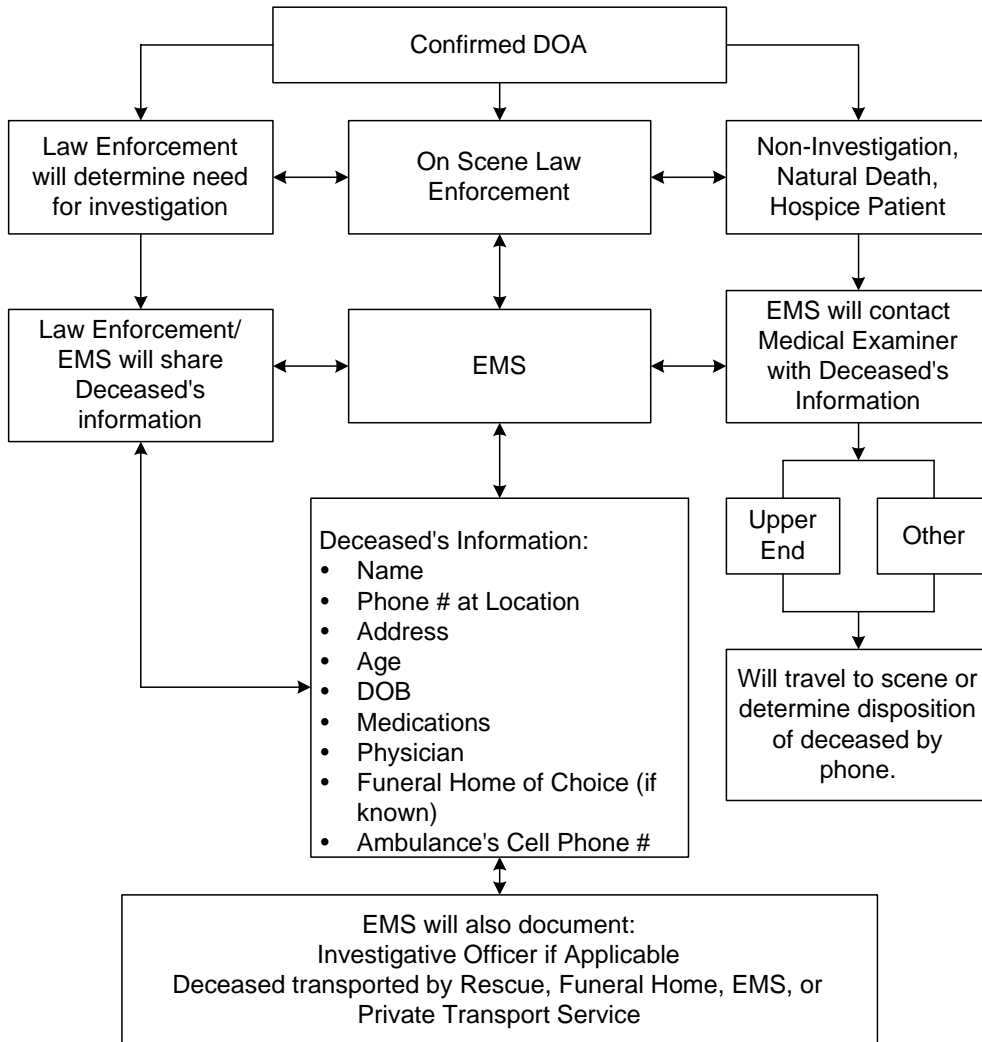 Confirmed DOA
Law Enforcement
will determine need
for investigation
On Scene Law
Enforcement
Non-Investigation,
Natural Death,
Hospice Patient
Law Enforcement/
EMS will share
Deceased's
information
EMS
EMS will contact
Medical Examiner
with Deceased's
Information
Upper
End
Other
Deceased's Information:
• Name
• Phone # at Location
• Address
• Age
• DOB
• Medications
• Physician
• Funeral Home of Choice (if
known)
• Ambulance's Cell Phone #
Will travel to scene or
determine disposition
of deceased by
phone.
EMS will also document:
Investigative Officer if Applicable
Deceased transported by Rescue, Funeral Home, EMS, or
Private Transport Service